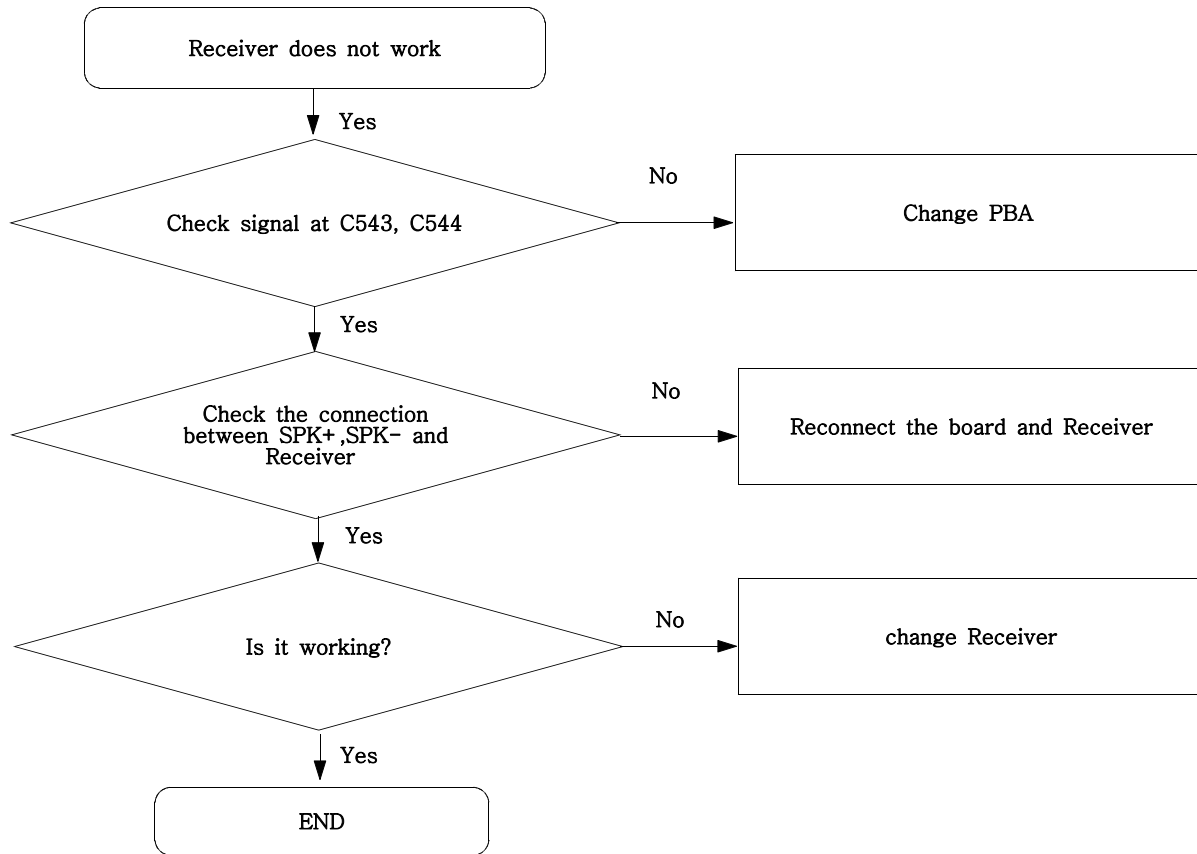 Receiver does not work
Yes
Check signal at C543, C544
No
Change PBA
Yes
Check the connection
between SPK+,SPK- and
Receiver
No
Reconnect the board and Receiver
Yes
Is it working?
No
change Receiver
Yes
END